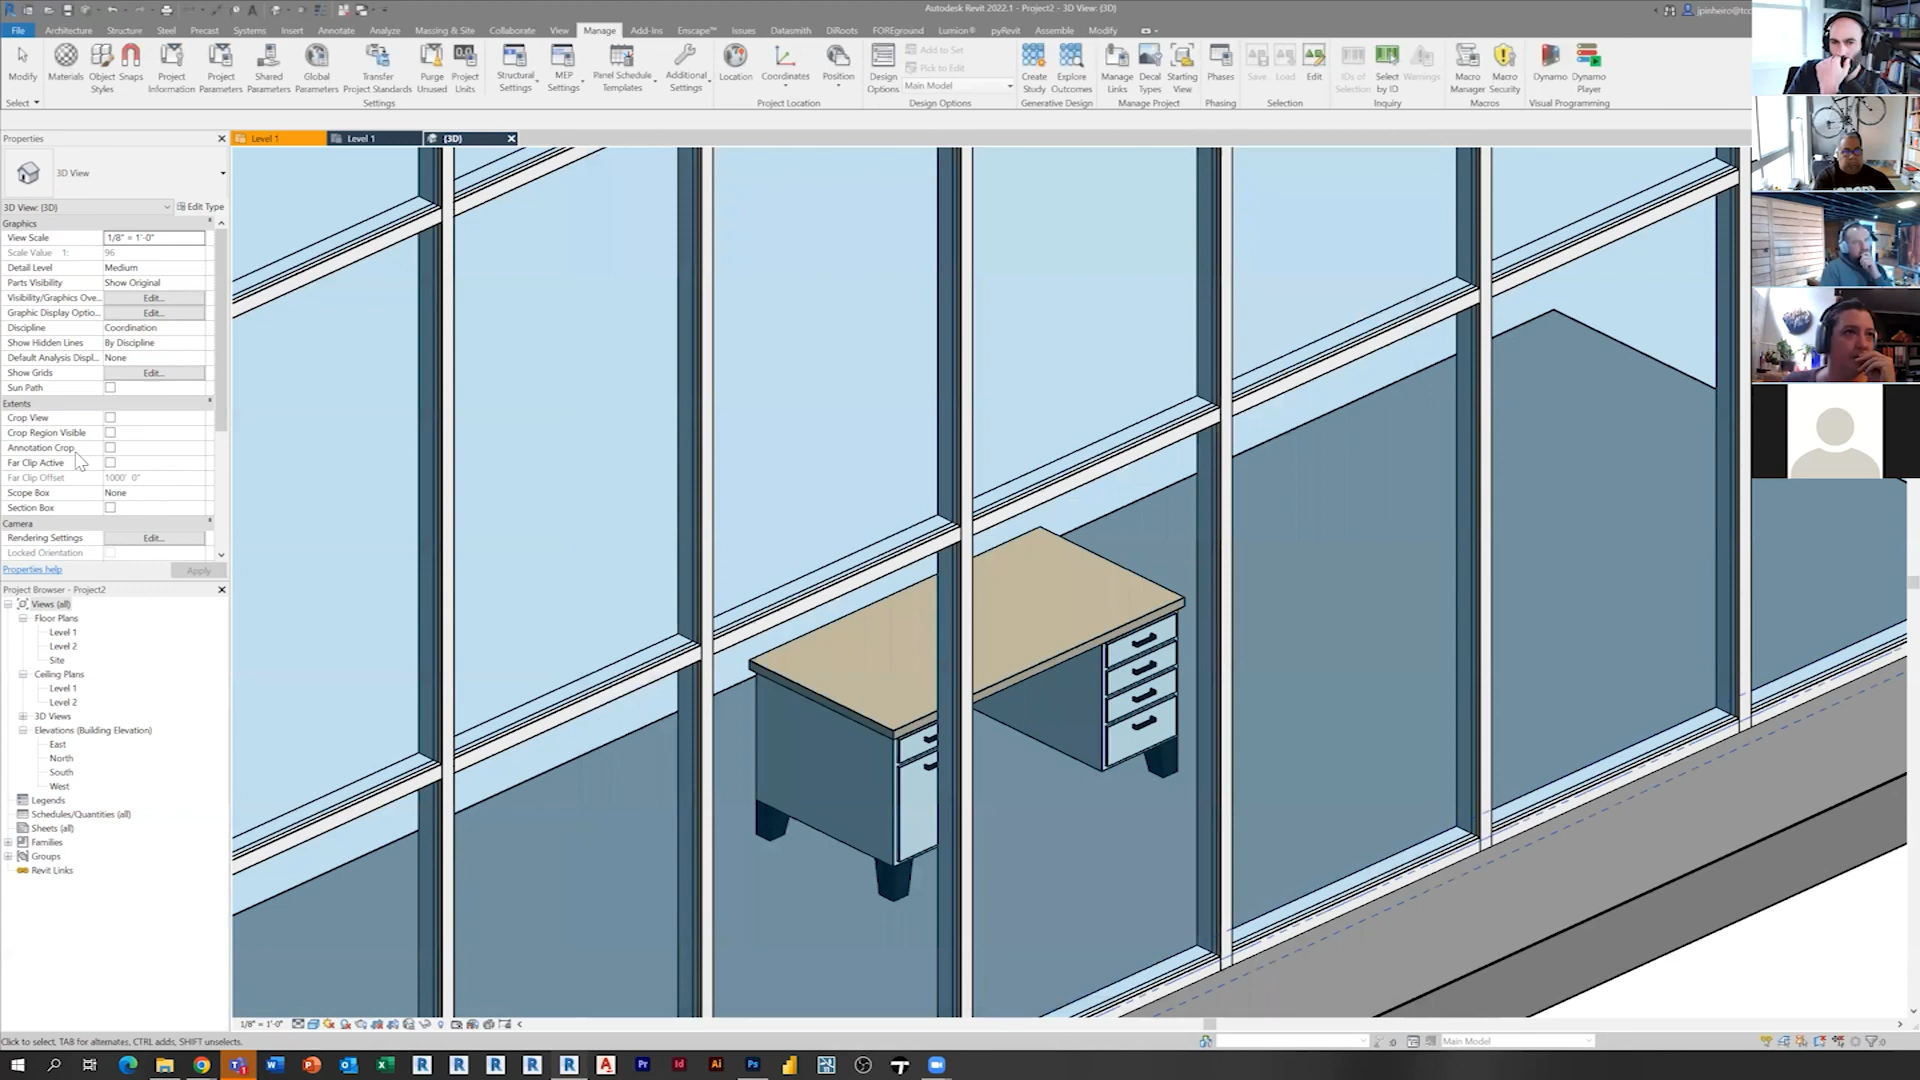 Autodesk Revit 2022.1 - Project2 - 3D View: {3D}
jpinheiro@tcc
File Architecture Structure Steel Precast Systems Insert Annotate Analyze Massing & Site Collaborate View Manage Add-Ins Enscape™ Issues Datasmith DiRoots FOREground Lumion® pyRevit Assemble Modify
Modify
Materials
Object Styles
Snaps
Project Information
Project Parameters
Shared Parameters
Global Parameters
Transfer Project Standards
Purge Unused
Project Units
Structural Settings
MEP Settings
Panel Schedule Templates
Additional Settings
Location
Coordinates
Position
Design Options
Add to Set
Pick to Edit
Main Model
Create Study
Explore Outcomes
Manage Links
Decal Types
Starting View
Phases
Save
Load
Edit
IDs of Selection
Select by ID
Warnings
Macro Manager
Macro Security
Dynamo
Dynamo Player
Select
Settings
Project Location
Design Options
Generative Design
Manage Project
Phasing
Selection
Inquiry
Macros
Visual Programming
Properties
Level 1
Level 1
{3D}
3D View
3D View: {3D}
Edit Type
Graphics
View Scale 1/8" = 1'-0"
Scale Value 1: 96
Detail Level Medium
Parts Visibility Show Original
Visibility/Graphics Ove... Edit...
Graphic Display Optio... Edit...
Discipline Coordination
Show Hidden Lines By Discipline
Default Analysis Displ... None
Show Grids Edit...
Sun Path
Extents
Crop View
Crop Region Visible
Annotation Crop
Far Clip Active
Far Clip Offset 1000' 0"
Scope Box None
Section Box
Camera
Rendering Settings Edit...
Locked Orientation
Properties help
Apply
Project Browser - Project2
Views (all)
Floor Plans
Level 1
Level 2
Site
Ceiling Plans
Level 1
Level 2
3D Views
Elevations (Building Elevation)
East
North
South
West
Legends
Schedules/Quantities (all)
Sheets (all)
Families
Groups
Revit Links
1/8" = 1'-0"
Click to select, TAB for alternates, CTRL adds, SHIFT unselects.
:0
Main Model
:0